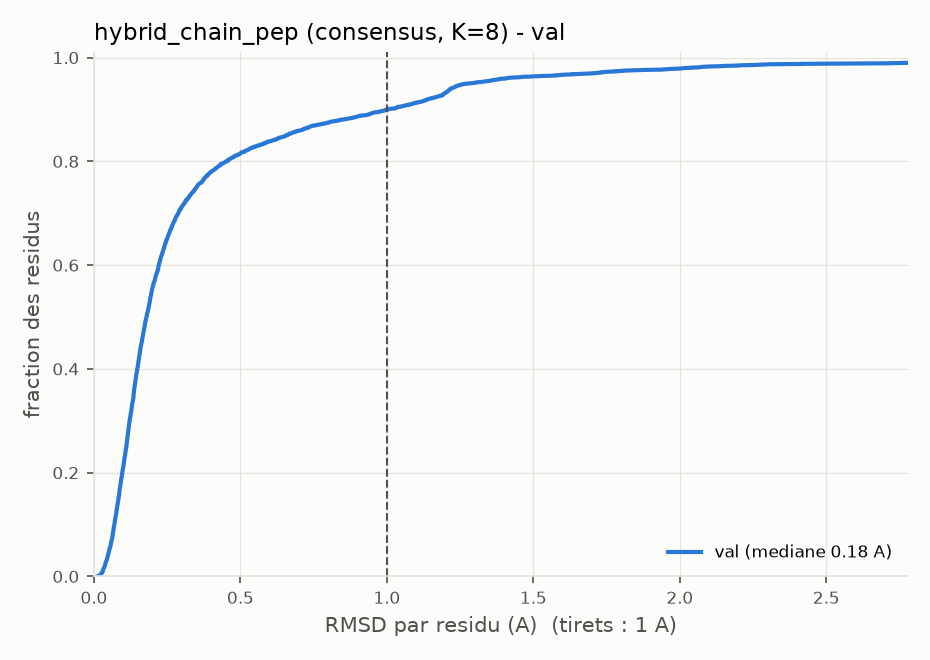 hybrid_chain_pep (consensus, K=8) - val
1.0
0.8
0.6
0.4
0.2
0.0
fraction des residus
val (mediane 0.18 A)
0.0 0.5 1.0 1.5 2.0 2.5
RMSD par residu (A) (tirets : 1 A)